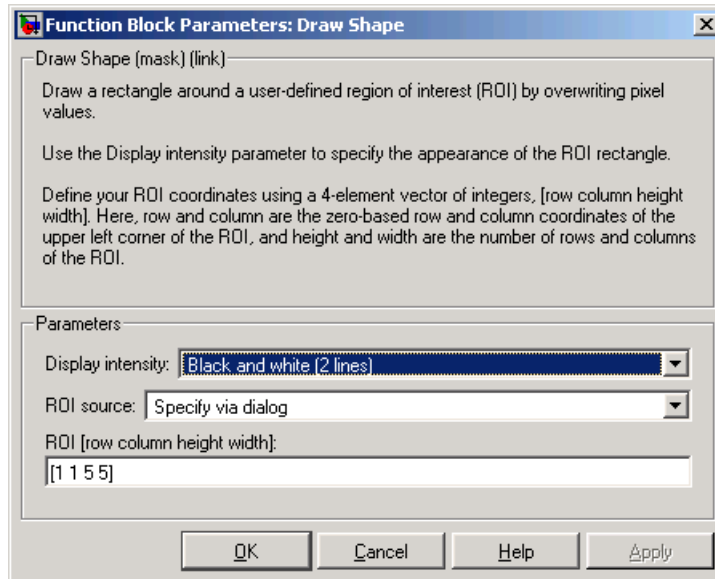 Function Block Parameters: Draw Shape
Draw Shape (mask) (link)
Draw a rectangle around a user-defined region of interest (ROI) by overwriting pixel
values.
Use the Display intensity parameter to specify the appearance of the ROI rectangle.
Define your ROI coordinates using a 4-element vector of integers, [row column height
width]. Here, row and column are the zero-based row and column coordinates of the
upper left corner of the ROI, and height and width are the number of rows and columns
of the ROI.
Parameters
Display intensity: Black and white (2 lines)
ROI source: Specify via dialog
ROI [row column height width]:
[1 1 5 5]
OK Cancel Help Apply